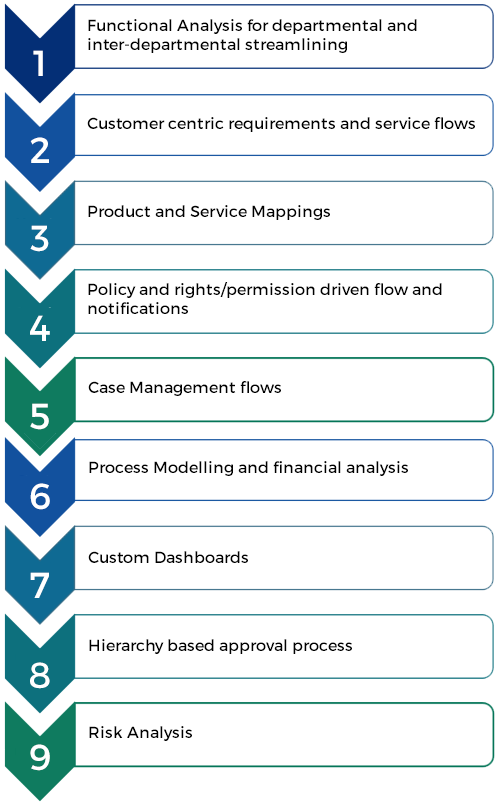 1
Functional Analysis for departmental and
inter-departmental streamlining
2
Customer centric requirements and service flows
3
Product and Service Mappings
4
Policy and rights/permission driven flow and
notifications
5
Case Management flows
6
Process Modelling and financial analysis
7
Custom Dashboards
8
Hierarchy based approval process
9
Risk Analysis